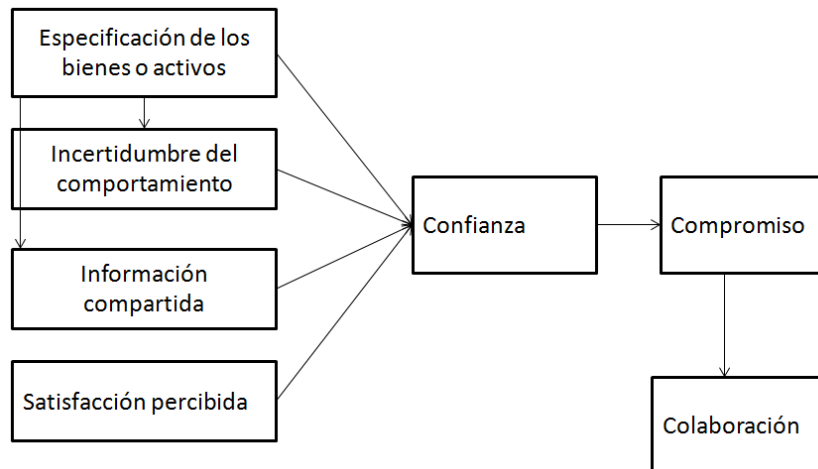 Especificación de los
bienes o activos
Incertidumbre del
comportamiento
Información
compartida
Satisfacción percibida
Confianza
Compromiso
Colaboración